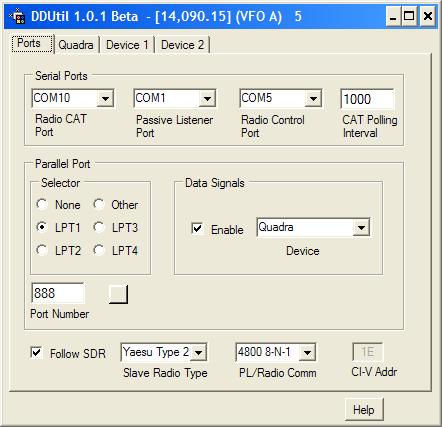 DDUtil 1.0.1 Beta - [14,090.15] (VFO A) 5
Ports Quadra Device 1 Device 2
Serial Ports
COM10 COM1 COM5 1000
Radio CAT Port
Passive Listener Port
Radio Control Port
CAT Polling Interval
Parallel Port
Selector
None Other
LPT1 LPT3
LPT2 LPT4
Data Signals
Enable Quadra
Device
888
Port Number
Follow SDR Yaesu Type 2 4800 8-N-1 1E
Slave Radio Type PL/Radio Comm CI-V Addr
Help